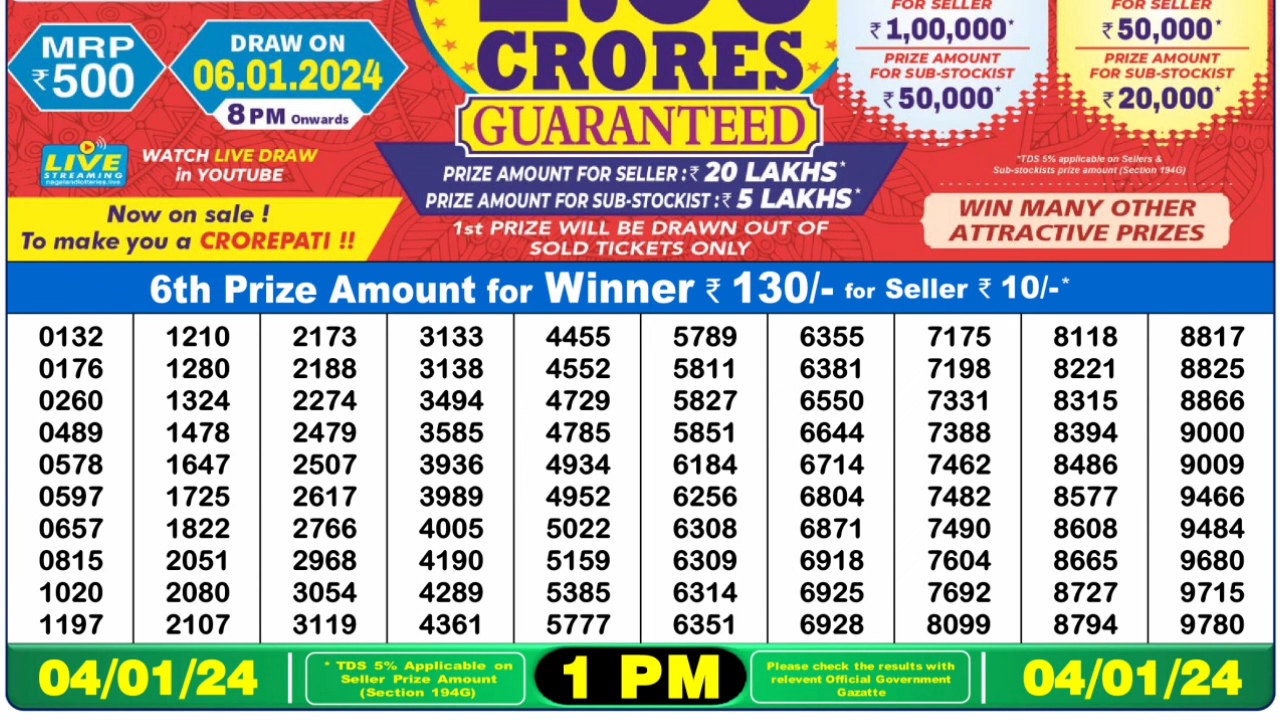 FOR SELLER
₹ 1,00,000*
PRIZE AMOUNT
FOR SUB-STOCKIST
₹ 50,000*
FOR SELLER
₹ 50,000*
PRIZE AMOUNT
FOR SUB-STOCKIST
₹ 20,000*
MRP
₹500
DRAW ON
06.01.2024
8 PM Onwards
CRORES
GUARANTEED
LIVE
STREAMING
nagalandlotteries.live
WATCH LIVE DRAW
in YOUTUBE
PRIZE AMOUNT FOR SELLER :₹ 20 LAKHS*
PRIZE AMOUNT FOR SUB-STOCKIST :₹ 5 LAKHS*
1st PRIZE WILL BE DRAWN OUT OF
SOLD TICKETS ONLY
*TDS 5% applicable on Sellers &
Sub-stockists prize amount (Section 194G)
WIN MANY OTHER
ATTRACTIVE PRIZES
Now on sale !
To make you a CROREPATI !!
6th Prize Amount for Winner ₹ 130/- for Seller ₹ 10/-*
0132 1210 2173 3133 4455 5789 6355 7175 8118 8817
0176 1280 2188 3138 4552 5811 6381 7198 8221 8825
0260 1324 2274 3494 4729 5827 6550 7331 8315 8866
0489 1478 2479 3585 4785 5851 6644 7388 8394 9000
0578 1647 2507 3936 4934 6184 6714 7462 8486 9009
0597 1725 2617 3989 4952 6256 6804 7482 8577 9466
0657 1822 2766 4005 5022 6308 6871 7490 8608 9484
0815 2051 2968 4190 5159 6309 6918 7604 8665 9680
1020 2080 3054 4289 5385 6314 6925 7692 8727 9715
1197 2107 3119 4361 5777 6351 6928 8099 8794 9780
04/01/24
* TDS 5% Applicable on
Seller Prize Amount
(Section 194G)
1 PM
Please check the results with
relevent Official Government
Gazatte
04/01/24